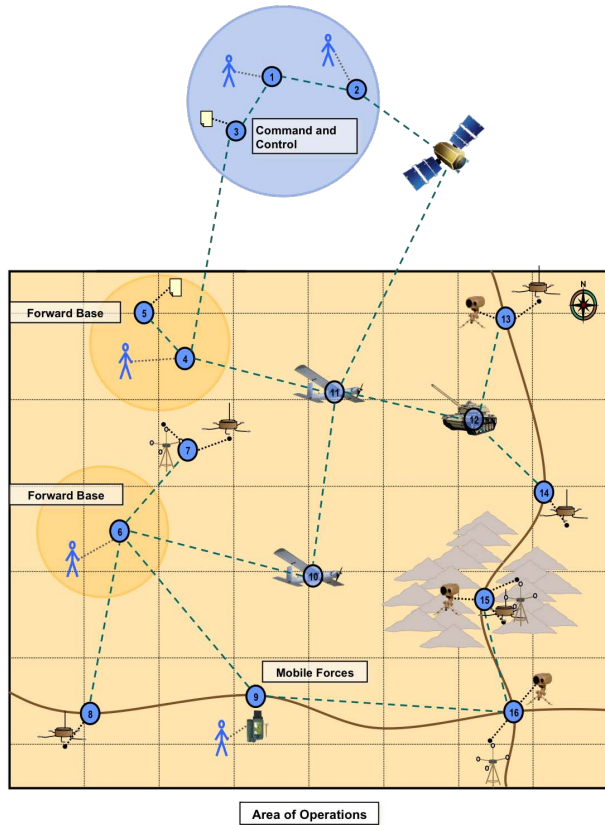 1
2
3
Command and
Control
N
Forward Base
5
13
4
11
12
7
Forward Base
14
6
10
15
Mobile Forces
9
8
16
Area of Operations